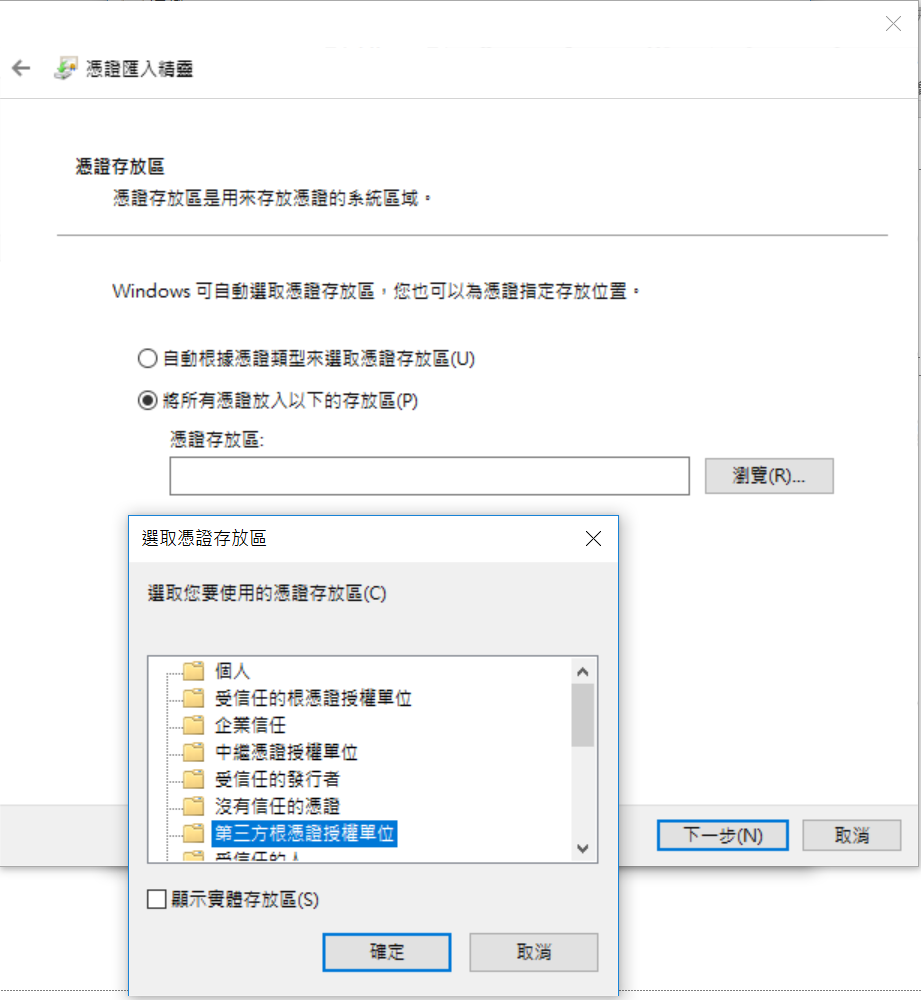 憑證匯入精靈
憑證存放區
憑證存放區是用來存放憑證的系統區域。
Windows 可自動選取憑證存放區，您也可以為憑證指定存放位置。
自動根據憑證類型來選取憑證存放區(U)
將所有憑證放入以下的存放區(P)
憑證存放區:
瀏覽(R)...
選取憑證存放區
選取您要使用的憑證存放區(C)
個人
受信任的根憑證授權單位
企業信任
中繼憑證授權單位
受信任的發行者
沒有信任的憑證
第三方根憑證授權單位
受信任的人
顯示實體存放區(S)
確定
取消
下一步(N)
取消